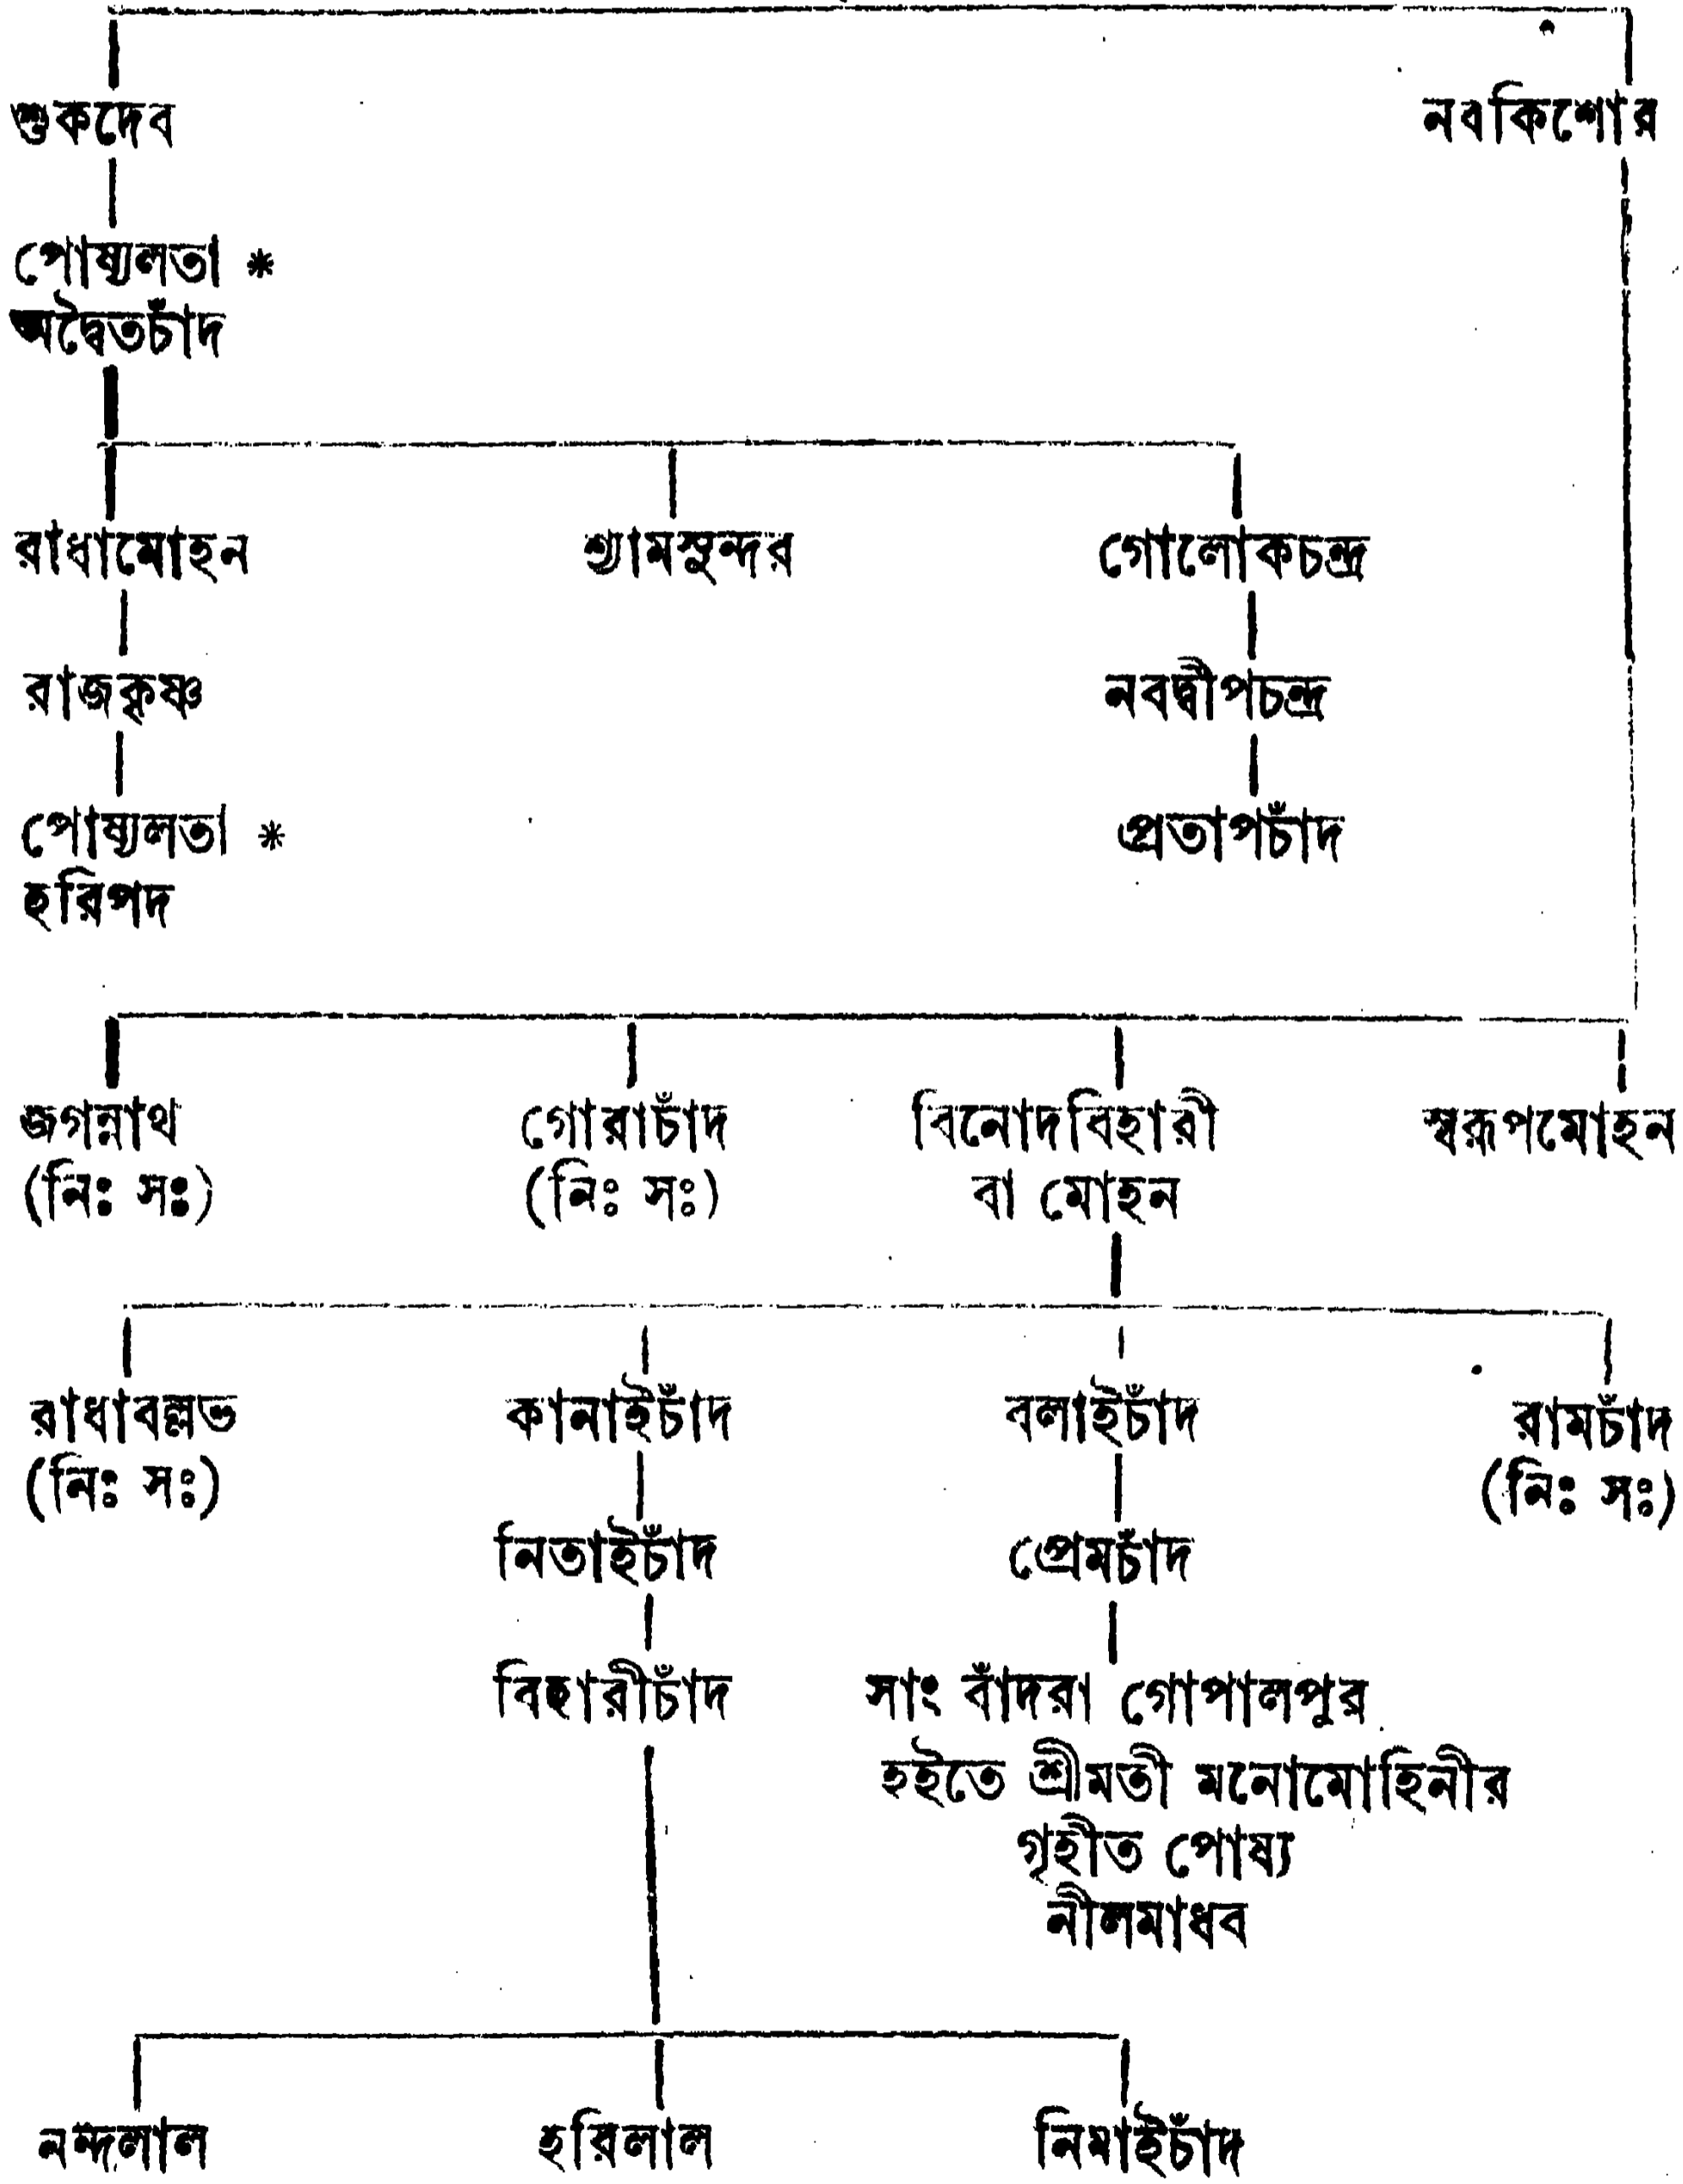 শুকদেব নবকিশোর
পোষ্যলতা *
অদ্বৈতচাঁদ
রাধামোহন শ্যামসুন্দর গোলোকচন্দ্র
রাজকৃষ্ণ নবদ্বীপচন্দ্র
পোষ্যলতা * প্রতাপচাঁদ
হরিপদ
জগন্নাথ গোরাচাঁদ বিনোদবিহারী স্বরূপমোহন
(নিঃ সঃ) (নিঃ সঃ) বা মোহন
রাধাবল্লভ কানাইচাঁদ বলাইচাঁদ রামচাঁদ
(নিঃ সঃ) (নিঃ সঃ)
নিতাইচাঁদ প্রেমচাঁদ
বিহারীচাঁদ সাং বাঁদরা গোপালপুর
হইতে শ্রীমতী মনোমোহিনীর
গৃহীত পোষ্য
নীলমাধব
নন্দলাল হরিলাল নিমাইচাঁদ